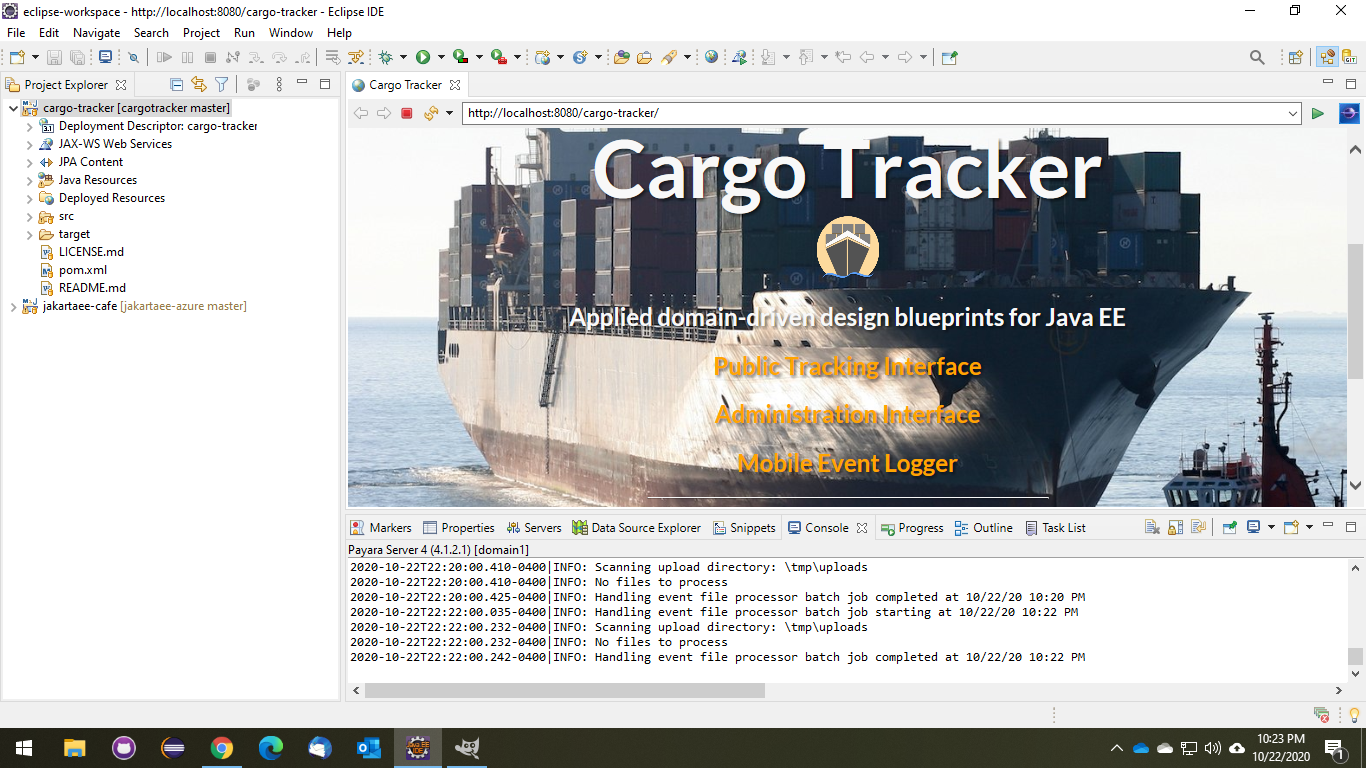 eclipse-workspace - http://localhost:8080/cargo-tracker - Eclipse IDE
File Edit Navigate Search Project Run Window Help
Project Explorer
cargo-tracker [cargotracker master]
Deployment Descriptor: cargo-tracker
JAX-WS Web Services
JPA Content
Java Resources
Deployed Resources
src
target
LICENSE.md
pom.xml
README.md
jakartaee-cafe [jakartaee-azure master]
Cargo Tracker
http://localhost:8080/cargo-tracker/
Cargo Tracker
Applied domain-driven design blueprints for Java EE
Public Tracking Interface
Administration Interface
Mobile Event Logger
Markers Properties Servers Data Source Explorer Snippets Console Progress Outline Task List
Payara Server 4 (4.1.2.1) [domain1]
2020-10-22T22:20:00.410-0400|INFO: Scanning upload directory: \tmp\uploads
2020-10-22T22:20:00.410-0400|INFO: No files to process
2020-10-22T22:20:00.425-0400|INFO: Handling event file processor batch job completed at 10/22/20 10:20 PM
2020-10-22T22:22:00.035-0400|INFO: Handling event file processor batch job starting at 10/22/20 10:22 PM
2020-10-22T22:22:00.232-0400|INFO: Scanning upload directory: \tmp\uploads
2020-10-22T22:22:00.232-0400|INFO: No files to process
2020-10-22T22:22:00.242-0400|INFO: Handling event file processor batch job completed at 10/22/20 10:22 PM
10:23 PM
10/22/2020
1